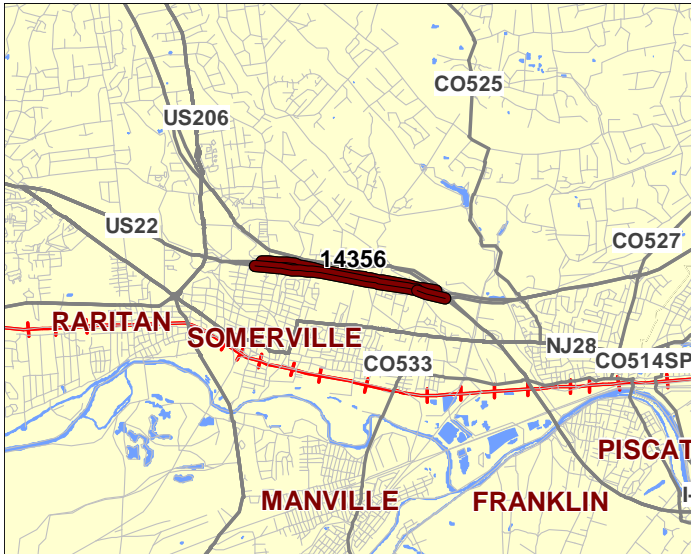 CO525
US206
US22
CO527
14356
RARITAN
SOMERVILLE
NJ28
CO533
CO514SP
PISCAT
MANVILLE
FRANKLIN
I-